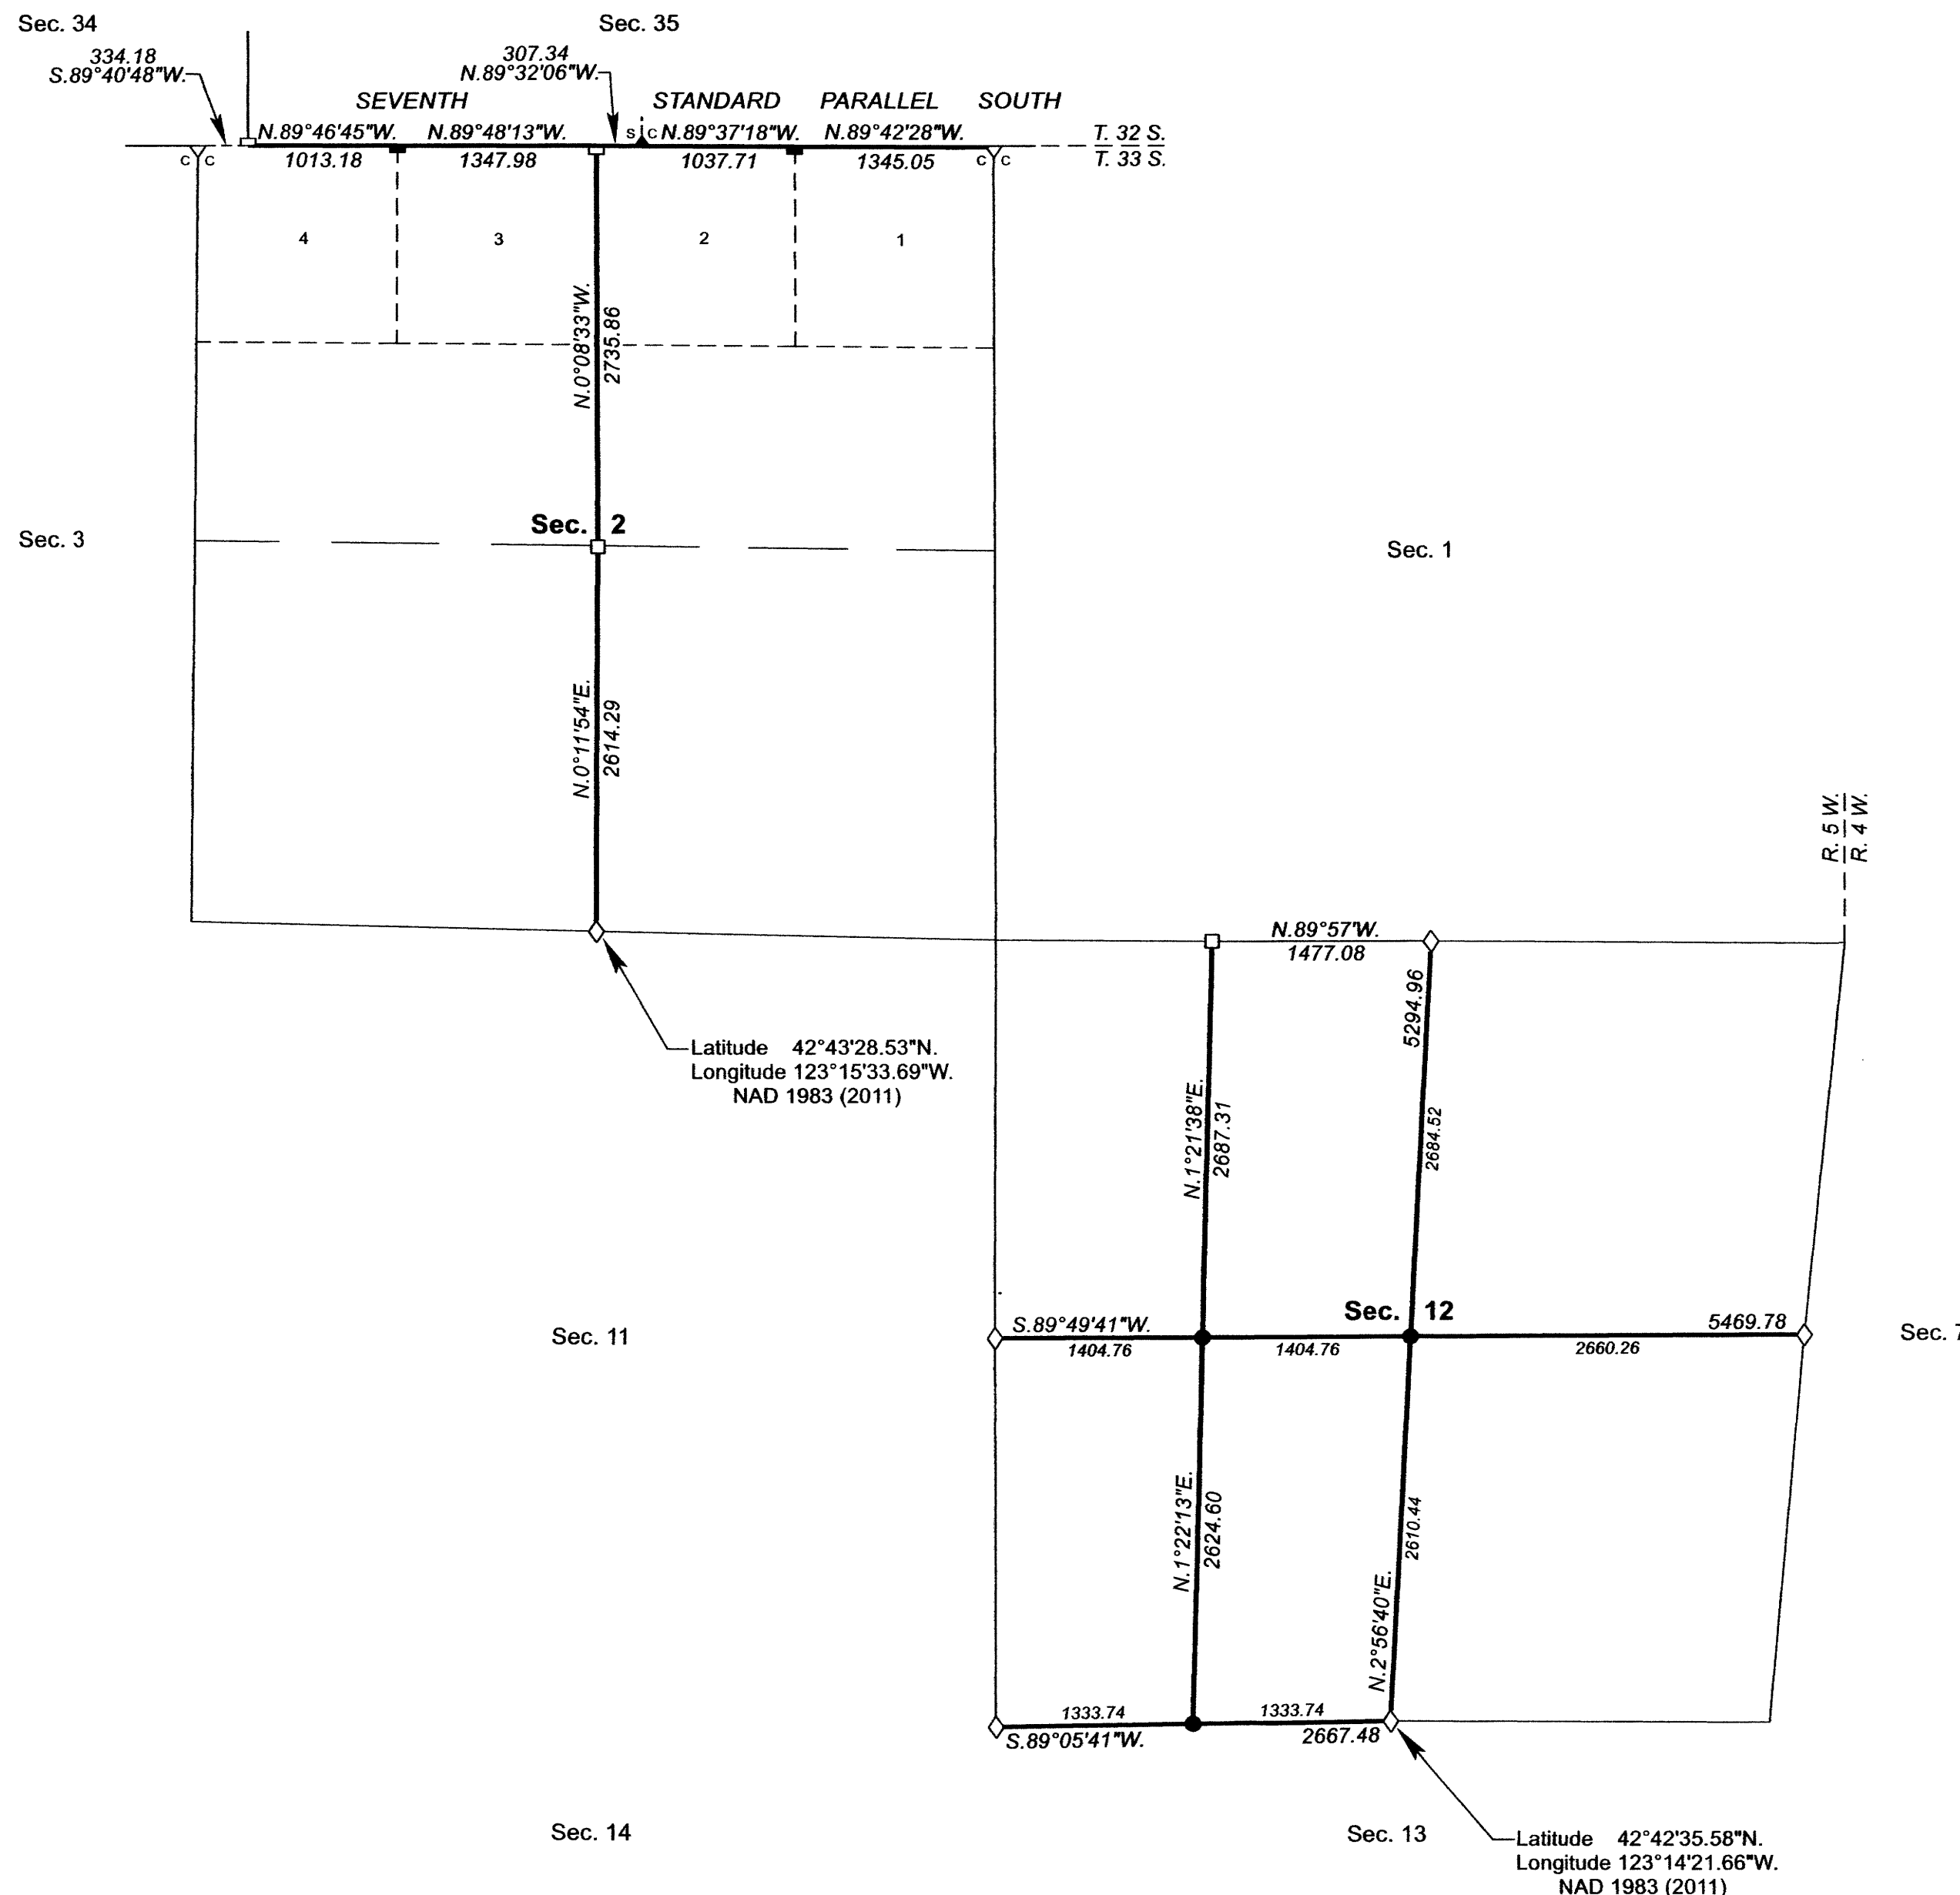 Sec. 34
Sec. 35
334.18
S.89°40'48"W.
307.34
N.89°32'06"W.
SEVENTH STANDARD PARALLEL SOUTH
N.89°46'45"W.
N.89°48'13"W.
S C
N.89°37'18"W.
N.89°42'28"W.
T. 32 S.
T. 33 S.
C C
1013.18
1347.98
1037.71
1345.05
C C
4
3
2
1
N.0°08'33"W.
2735.86
Sec. 2
Sec. 3
Sec. 1
N.0°11'54"E.
2614.29
R. 5 W.
R. 4 W.
N.89°57'W.
1477.08
5294.96
Latitude 42°43'28.53"N.
Longitude 123°15'33.69"W.
NAD 1983 (2011)
N.1°21'38"E.
2687.31
2684.52
Sec. 12
S.89°49'41"W.
5469.78
Sec. 11
1404.76
1404.76
2660.26
Sec. 7
N.1°22'13"E.
2624.60
2610.44
N.2°56'40"E.
1333.74
1333.74
S.89°05'41"W.
2667.48
Sec. 14
Sec. 13
Latitude 42°42'35.58"N.
Longitude 123°14'21.66"W.
NAD 1983 (2011)